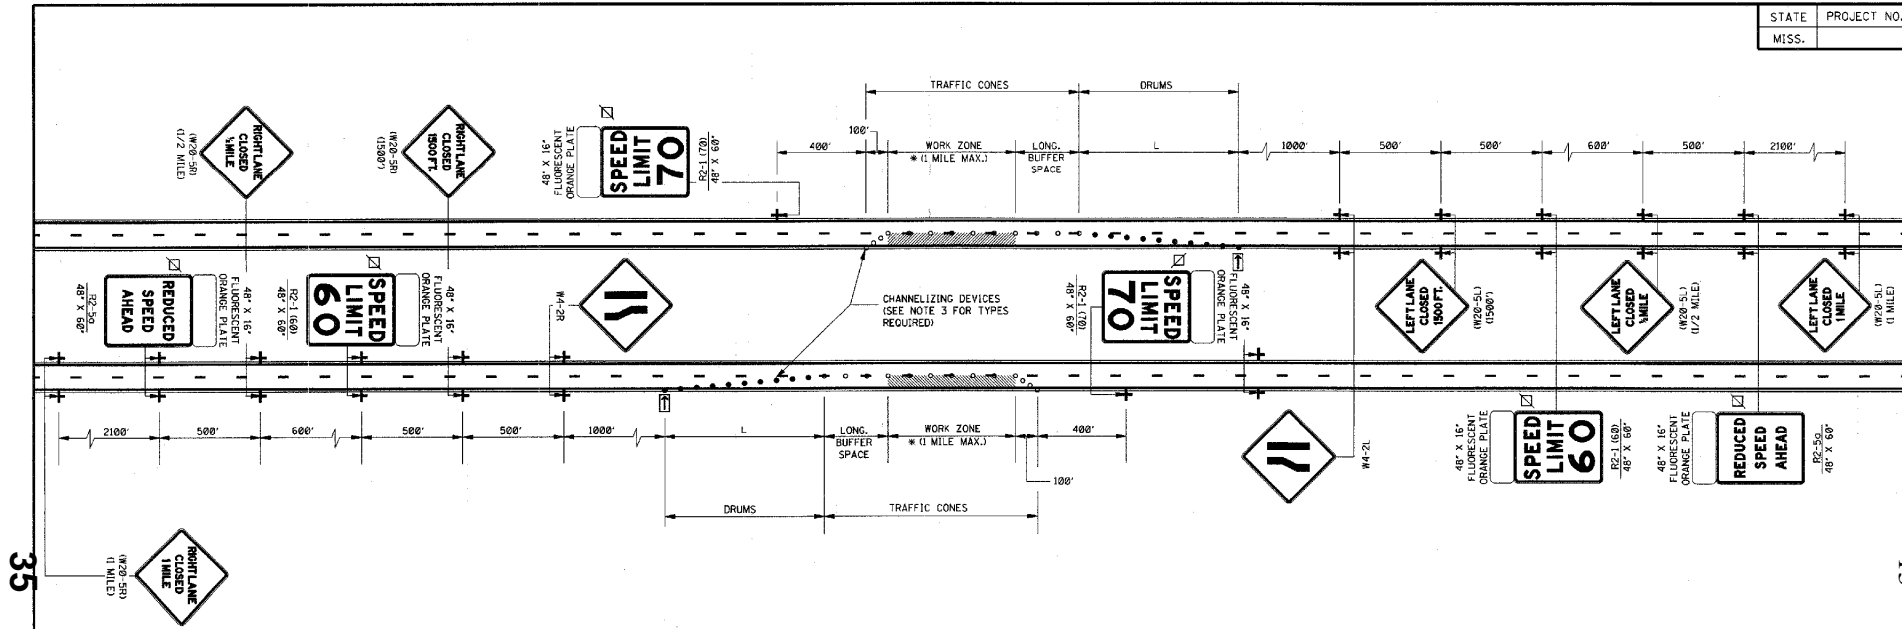 STATE PROJECT NO.
MISS.
TRAFFIC CONES
DRUMS
100'
400'
WORK ZONE
* (1 MILE MAX.)
LONG.
BUFFER
SPACE
L
1000'
500'
500'
600'
500'
2100'
RIGHT LANE
CLOSED
½ MILE
(W20-5R)
(1/2 MILE)
RIGHT LANE
CLOSED
1500 FT.
(W20-5R)
(1500')
48" X 16"
FLUORESCENT
ORANGE PLATE
SPEED
LIMIT
70
R2-1 (70)
48" X 60"
REDUCED
SPEED
AHEAD
R2-5a
48" X 60"
48" X 16"
FLUORESCENT
ORANGE PLATE
SPEED
LIMIT
60
R2-1 (60)
48" X 60"
48" X 16"
FLUORESCENT
ORANGE PLATE
W4-2R
CHANNELIZING DEVICES
(SEE NOTE 3 FOR TYPES
REQUIRED)
SPEED
LIMIT
70
R2-1 (70)
48" X 60"
48" X 16"
FLUORESCENT
ORANGE PLATE
LEFT LANE
CLOSED
1500 FT.
(W20-5L)
(1500')
LEFT LANE
CLOSED
½ MILE
(W20-5L)
(1/2 MILE)
LEFT LANE
CLOSED
1 MILE
(W20-5L)
(1 MILE)
2100'
500'
600'
500'
500'
1000'
L
LONG.
BUFFER
SPACE
WORK ZONE
* (1 MILE MAX.)
400'
100'
DRUMS
TRAFFIC CONES
W4-2L
48" X 16"
FLUORESCENT
ORANGE PLATE
SPEED
LIMIT
60
R2-1 (60)
48" X 60"
48" X 16"
FLUORESCENT
ORANGE PLATE
REDUCED
SPEED
AHEAD
R2-5a
48" X 60"
RIGHT LANE
CLOSED
1 MILE
(W20-5R)
(1 MILE)
35